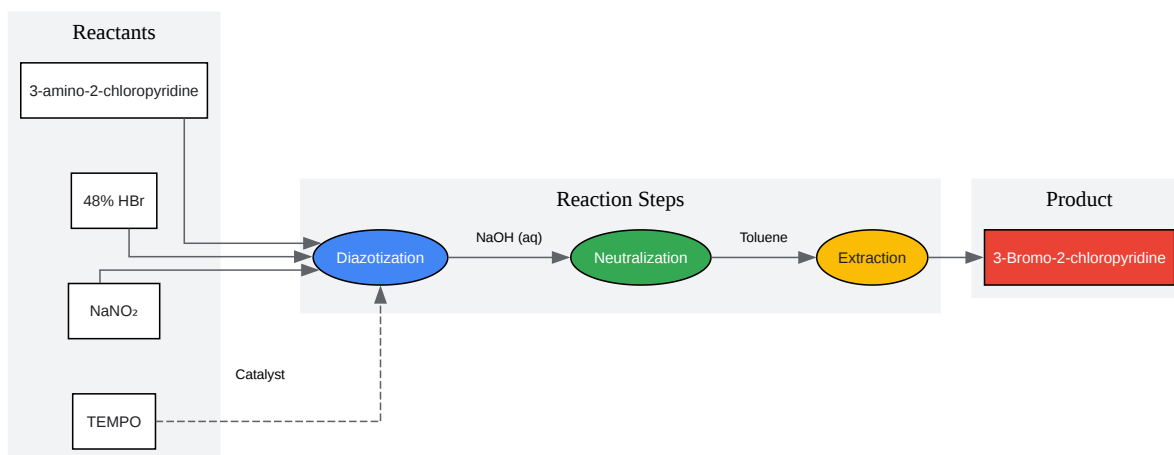 Reactants
3-amino-2-chloropyridine
48% HBr
NaNO₂
TEMPO
Catalyst
Reaction Steps
Diazotization
NaOH (aq)
Neutralization
Toluene
Extraction
Product
3-Bromo-2-chloropyridine